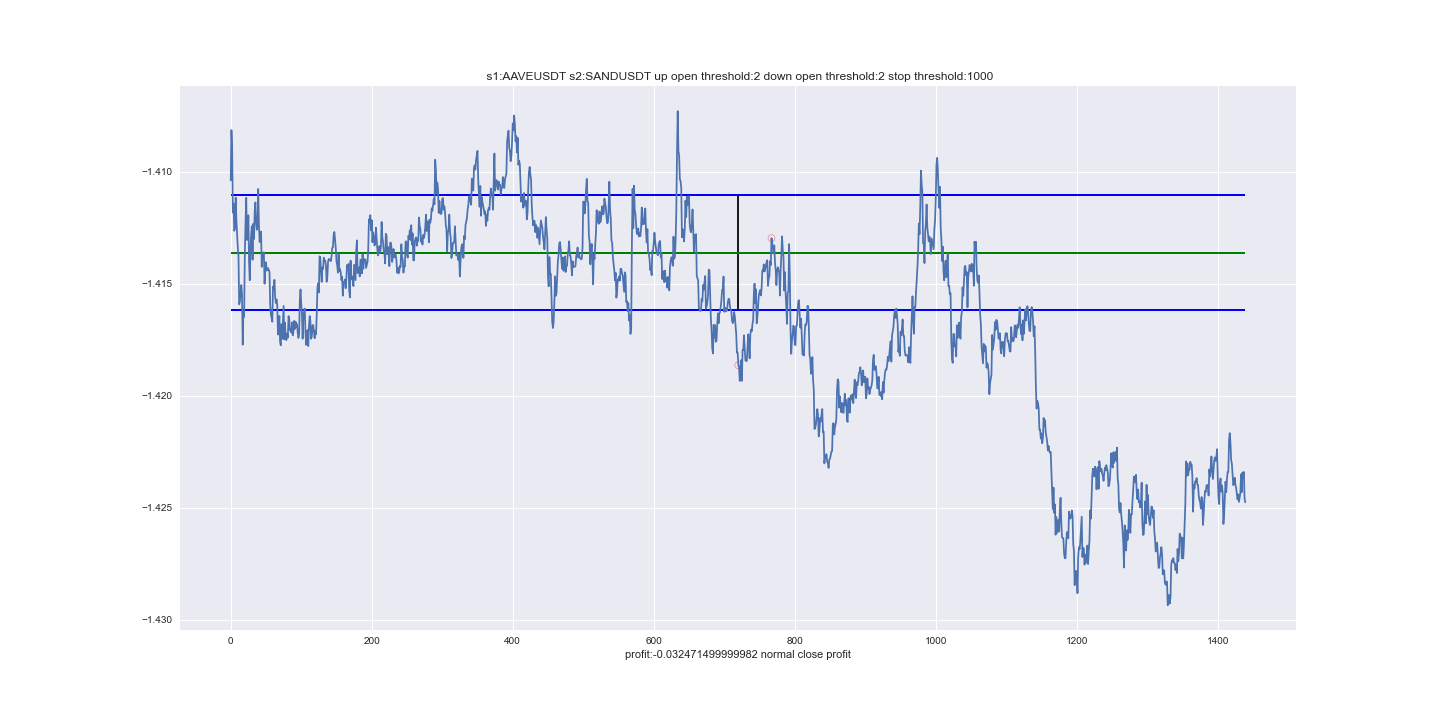 s1:AAVEUSDT s2:SANDUSDT up open threshold:2 down open threshold:2 stop threshold:1000
−1.410
−1.415
−1.420
−1.425
−1.430
0 200 400 600 800 1000 1200 1400
profit:-0.032471499999982 normal close profit